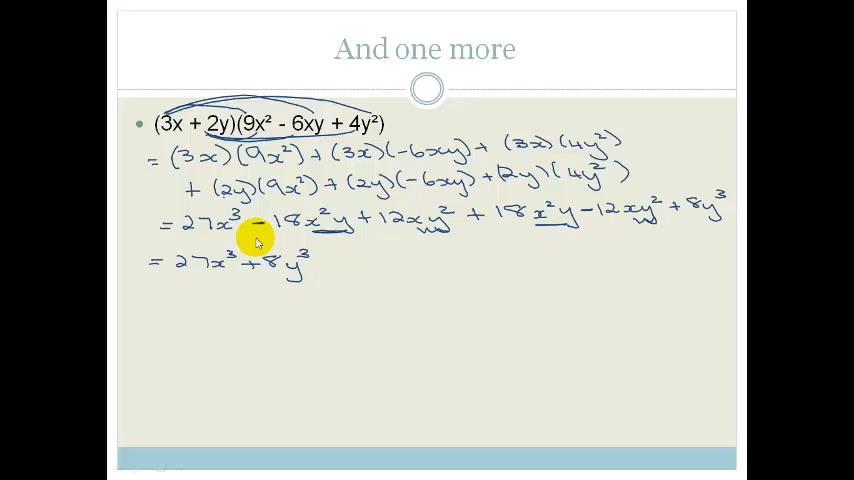 And one more
• (3x + 2y)(9x² - 6xy + 4y²)
= (3x)(9x²) + (3x)(-6xy) + (3x)(4y²)
+ (2y)(9x²) + (2y)(-6xy) + (2y)(4y²)
= 27x³ - 18x²y + 12xy² + 18x²y - 12xy² + 8y³
= 27x³ + 8y³